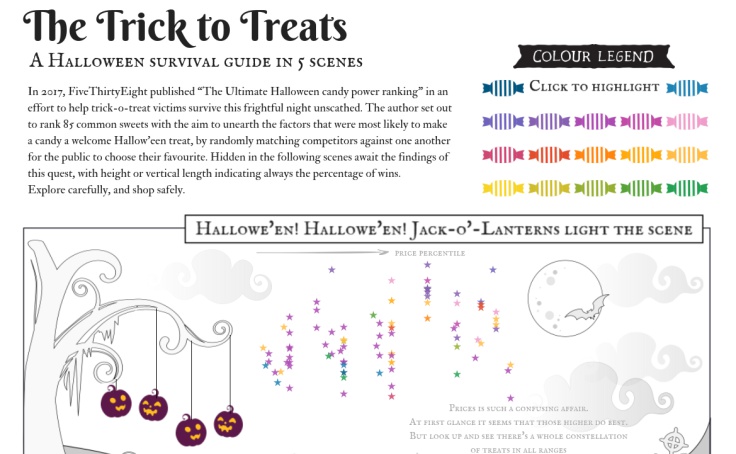 The Trick to Treats
A Halloween survival guide in 5 scenes
In 2017, FiveThirtyEight published “The Ultimate Halloween candy power ranking” in an
effort to help trick-o-treat victims survive this frightful night unscathed. The author set out
to rank 85 common sweets with the aim to unearth the factors that were most likely to make
a candy a welcome Hallow'een treat, by randomly matching competitors against one another
for the public to choose their favourite. Hidden in the following scenes await the findings of
this quest, with height or vertical length indicating always the percentage of wins.
Explore carefully, and shop safely.
COLOUR LEGEND
Click to highlight
Hallowe'en! Hallowe'en! Jack-o'-Lanterns light the scene
price percentile
Prices is such a confusing affair.
At first glance it seems that those higher do best.
But look up and see there's a whole constellation
of treats in all ranges